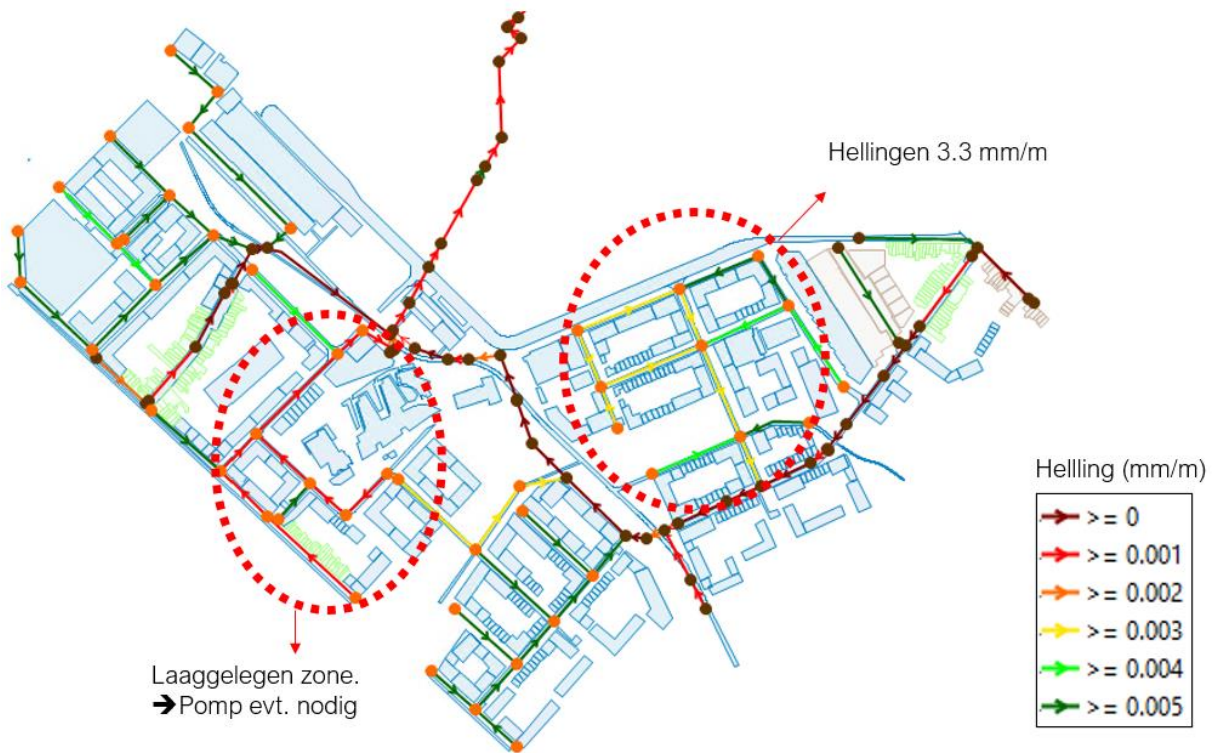 Hellingen 3.3 mm/m
Laaggelegen zone.
➔Pomp evt. nodig
Hellling (mm/m)
>= 0
>= 0.001
>= 0.002
>= 0.003
>= 0.004
>= 0.005